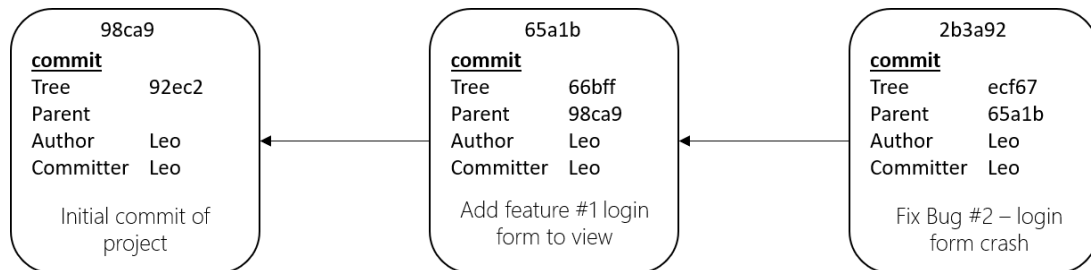 98ca9
commit
Tree 92ec2
Parent
Author Leo
Committer Leo
Initial commit of
project
65a1b
commit
Tree 66bff
Parent 98ca9
Author Leo
Committer Leo
Add feature #1 login
form to view
2b3a92
commit
Tree ecf67
Parent 65a1b
Author Leo
Committer Leo
Fix Bug #2 – login
form crash